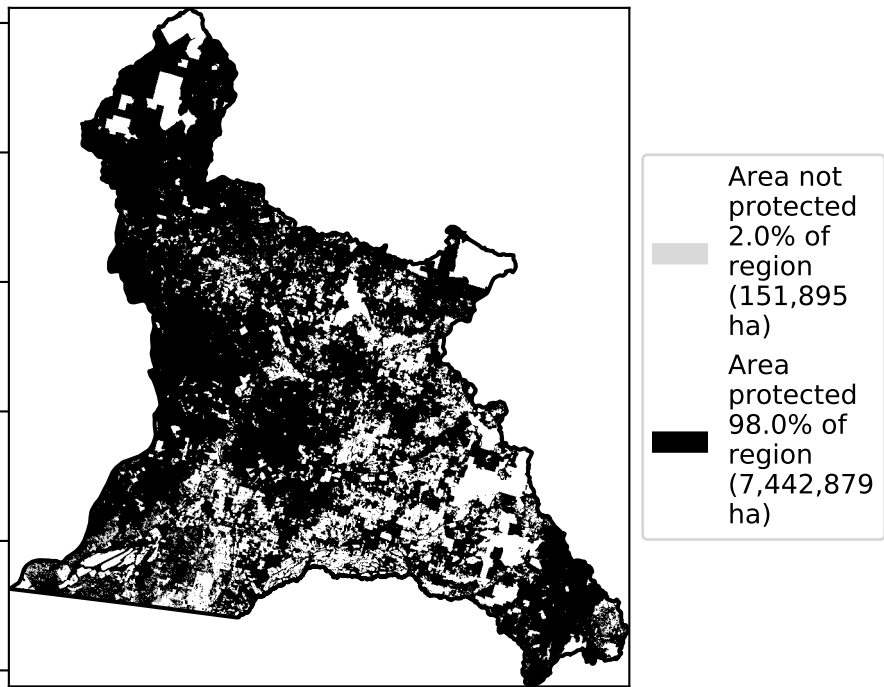 Area not
protected
2.0% of
region
(151,895
ha)
Area
protected
98.0% of
region
(7,442,879
ha)